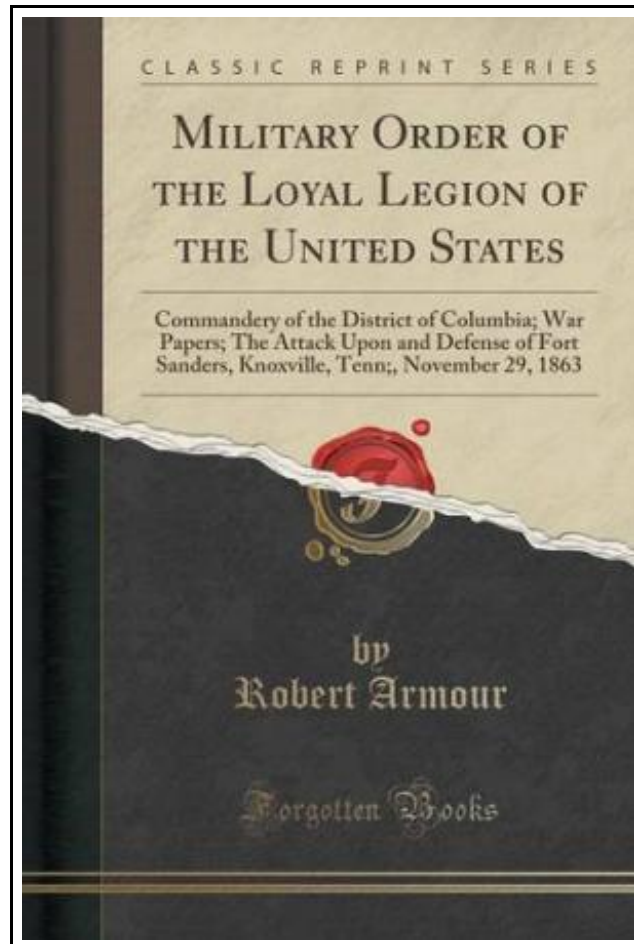 CLASSIC REPRINT SERIES
MILITARY ORDER OF
THE LOYAL LEGION OF
THE UNITED STATES
Commandery of the District of Columbia; War
Papers; The Attack Upon and Defense of Fort
Sanders, Knoxville, Tenn;, November 29, 1863
by
Robert Armour
Forgotten Books